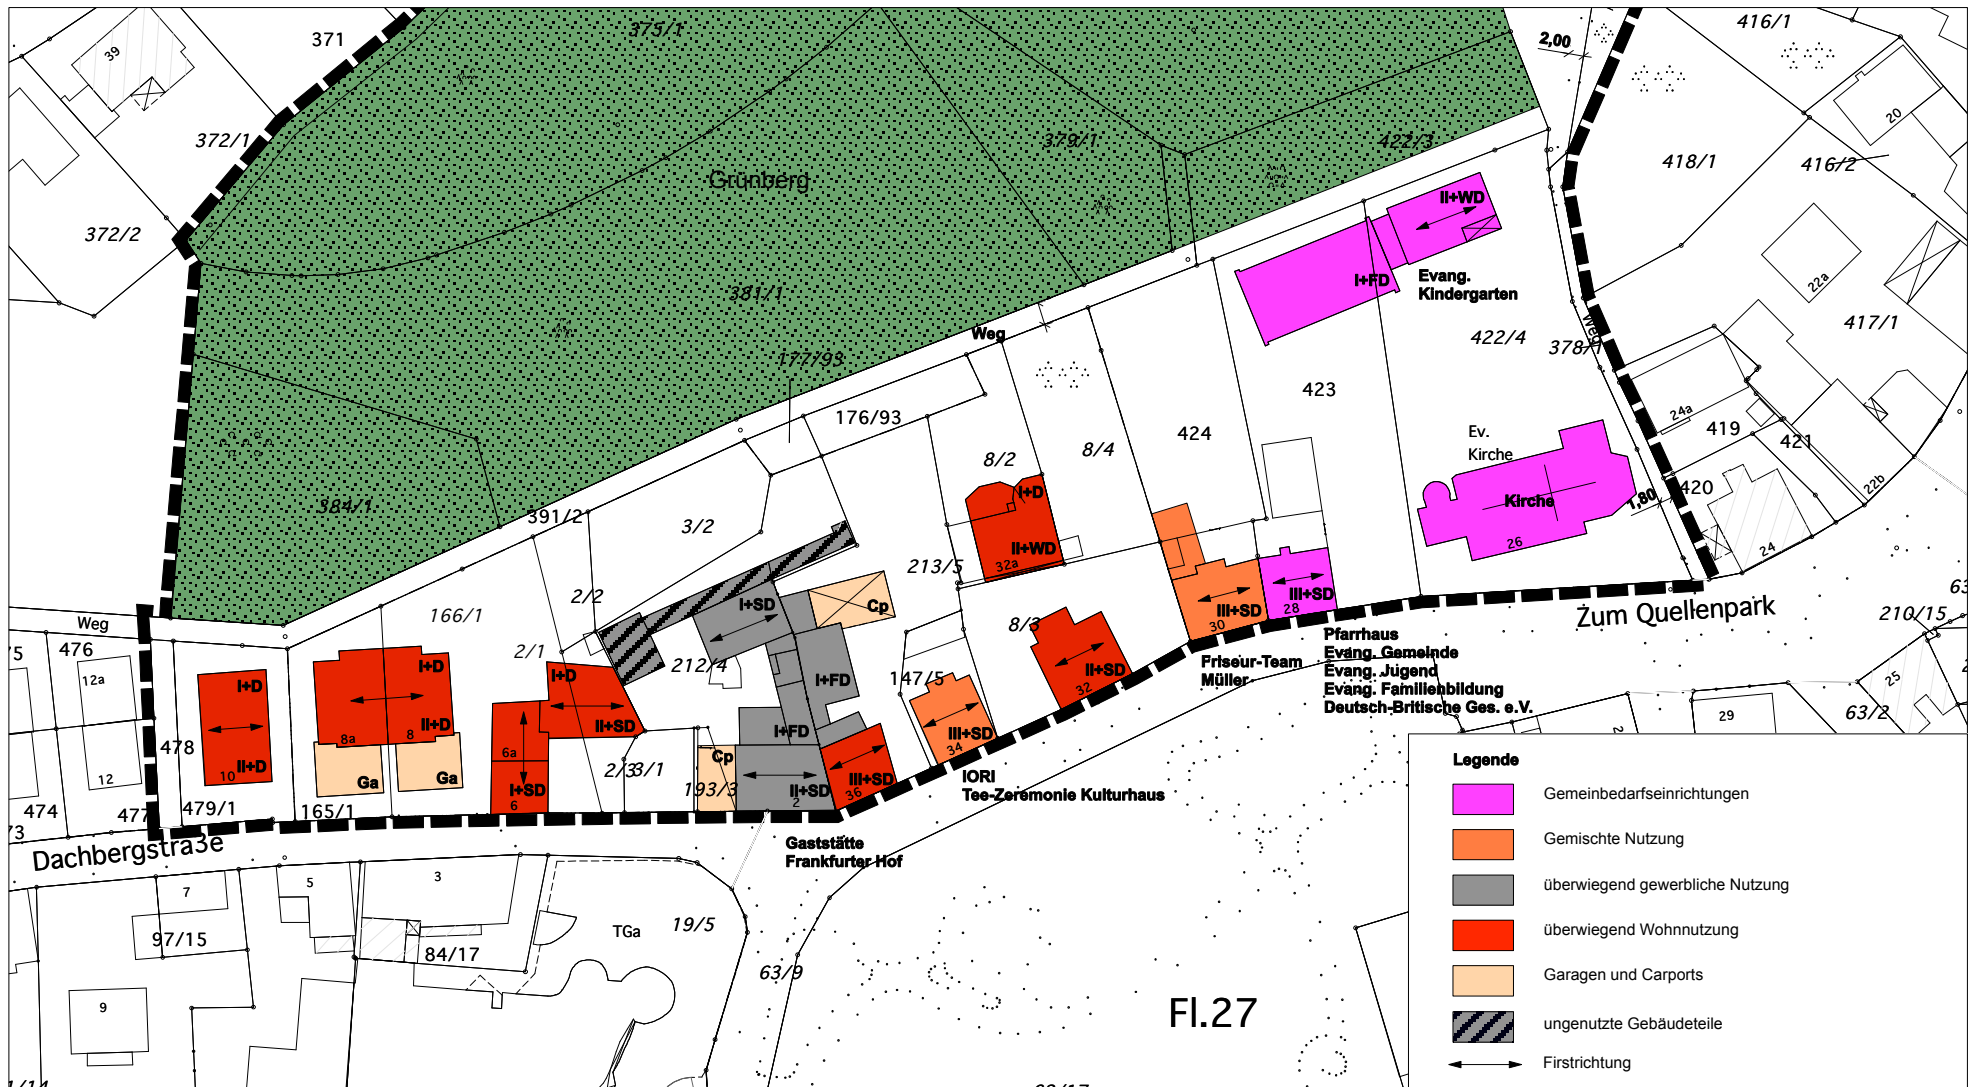 375/1
416/1
371
39
2,00
20
372/1
379/1
422/3
418/1
416/2
Grünberg
II+WD
372/2
I+FD
Evang.
Kindergarten
22a
381/1
Weg
417/1
Weg
422/4
378/1
177/93
423
176/93
24a
419
421
424
Ev.
Kirche
8/2
8/4
I+D
384/1
391/2
3/2
Kirche
1,80
420
22b
II+WD
26
24
32a
213/5
166/1
2/2
I+SD
Cp
III+SD
28
III+SD
30
Zum Quellenpark
210/15
63
Weg
476
/5
2/1
8/3
Pfarrhaus
Evang. Gemeinde
Evang. Jugend
Evang. Familienbildung
Deutsch-Britische Ges. e.V.
Friseur-Team
Müller
12a
I+D
I+D
I+D
212/4
I+FD
147/5
II+SD
32
25
63/2
29
2
478
8a
8
II+D
II+SD
6a
I+FD
III+SD
34
Legende
12
II+D
10
Ga
Ga
2/3
3/1
Cp
193/3
I+SD
6
II+SD
2
III+SD
36
IORI
Tee-Zeremonie Kulturhaus
Gemeinbedarfseinrichtungen
474
477
479/1
165/1
73
Dachbergstraße
Gaststätte
Frankfurter Hof
Gemischte Nutzung
7
5
3
überwiegend gewerbliche Nutzung
97/15
84/17
TGa
19/5
überwiegend Wohnnutzung
63/9
Garagen und Carports
9
Fl.27
ungenutzte Gebäudeteile
Firstrichtung